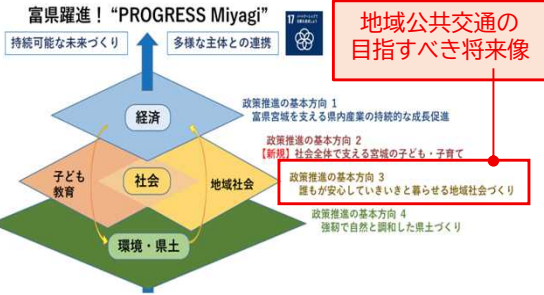 富県躍進！“PROGRESS Miyagi”
持続可能な未来づくり
多様な主体との連携
17
地域公共交通の
目指すべき将来像
経済
政策推進の基本方向 1
富県宮城を支える県内産業の持続的な成長促進
政策推進の基本方向 2
【新規】社会全体で支える宮城の子ども・子育て
子ども
教育
社会
地域社会
政策推進の基本方向 3
誰もが安心していきいきと暮らせる地域社会づくり
政策推進の基本方向 4
強靭で自然と調和した県土づくり
環境・県土